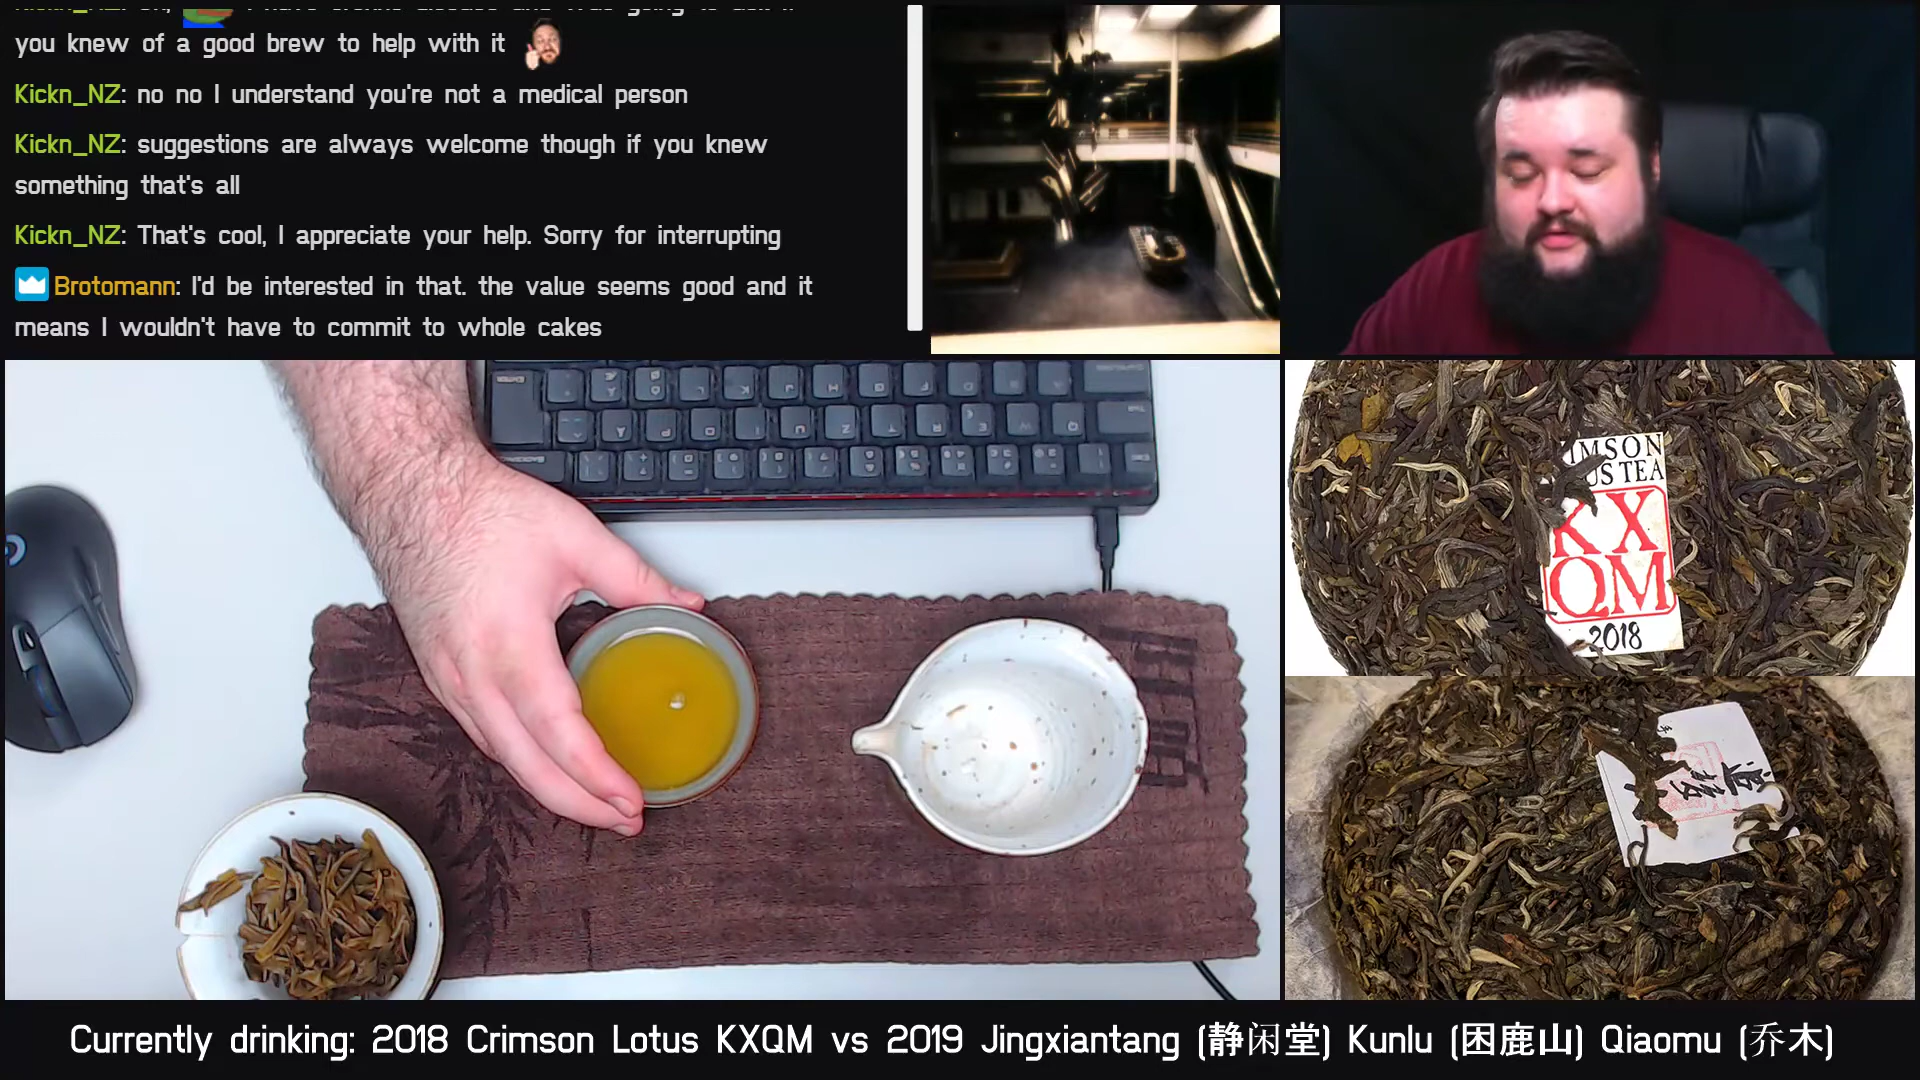 you knew of a good brew to help with it
Kickn_NZ: no no I understand you're not a medical person
Kickn_NZ: suggestions are always welcome though if you knew
something that's all
Kickn_NZ: That's cool, I appreciate your help. Sorry for interrupting
Brotomann: I'd be interested in that. the value seems good and it
means I wouldn't have to commit to whole cakes
TEA
KX
QM
2018
Currently drinking: 2018 Crimson Lotus KXQM vs 2019 Jingxiantang (静闲堂) Kunlu (困鹿山) Qiaomu (乔木)